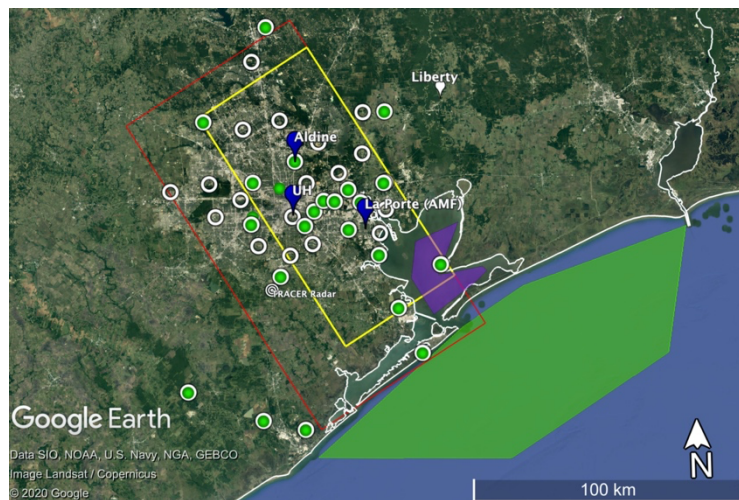 Liberty
Aldine
UH
La Porte (AMF)
TRACER Radar
Google Earth
Data SIO, NOAA, U.S. Navy, NGA, GEBCO
Image Landsat / Copernicus
© 2020 Google
N
100 km